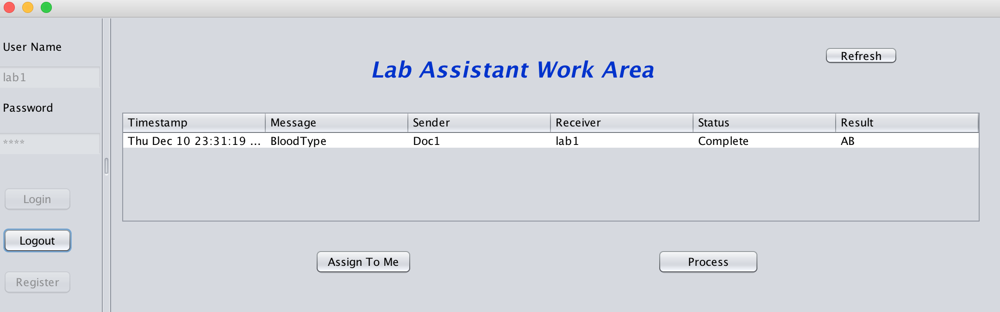 User Name
lab1
Password
****
Login
Logout
Register
Refresh
Lab Assistant Work Area
Timestamp Message Sender Receiver Status Result
Thu Dec 10 23:31:19 ... BloodType Doc1 lab1 Complete AB
Assign To Me
Process